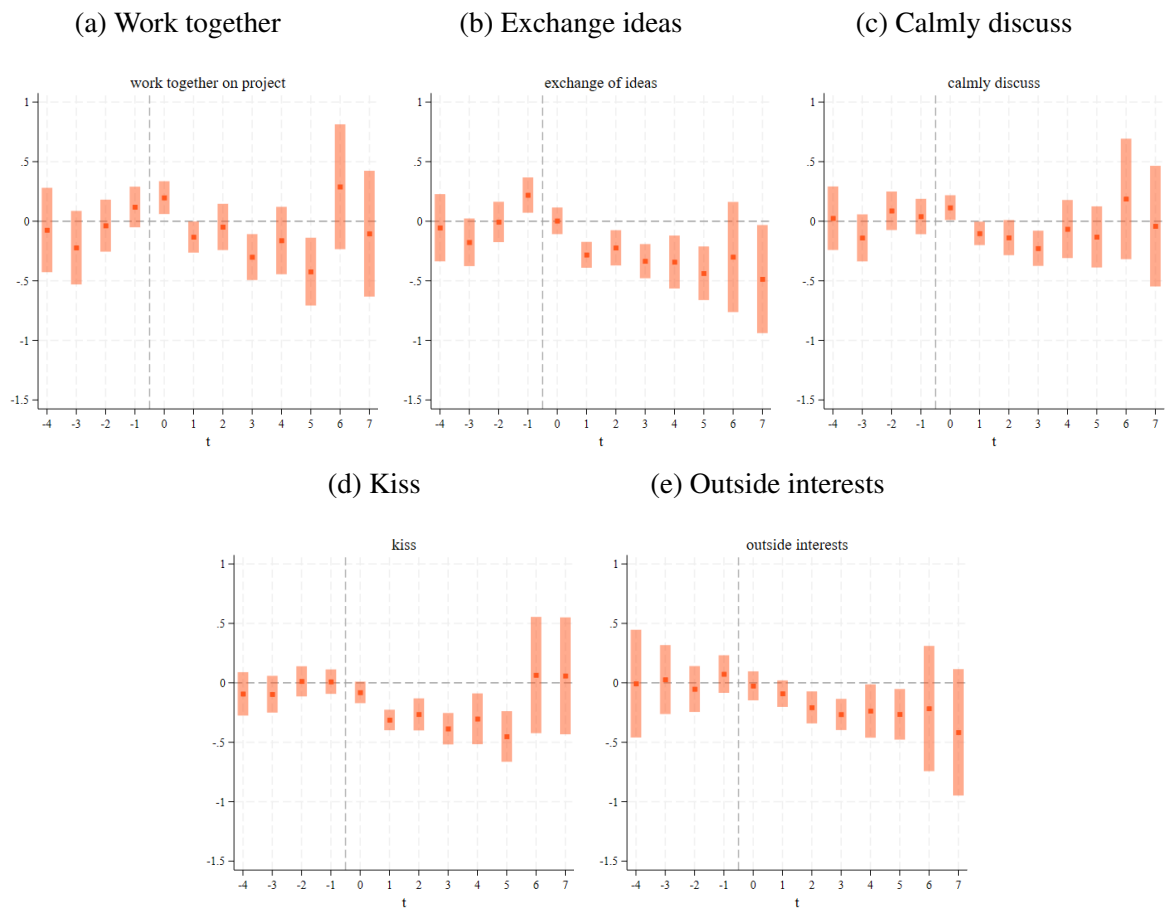 (a) Work together
(b) Exchange ideas
(c) Calmly discuss
work together on project
1
.5
0
-.5
-1
-1.5
-4 -3 -2 -1 0 1 2 3 4 5 6 7
t
exchange of ideas
1
.5
0
-.5
-1
-1.5
-4 -3 -2 -1 0 1 2 3 4 5 6 7
t
calmly discuss
1
.5
0
-.5
-1
-1.5
-4 -3 -2 -1 0 1 2 3 4 5 6 7
t
(d) Kiss
(e) Outside interests
kiss
1
.5
0
-.5
-1
-1.5
-4 -3 -2 -1 0 1 2 3 4 5 6 7
t
outside interests
1
.5
0
-.5
-1
-1.5
-4 -3 -2 -1 0 1 2 3 4 5 6 7
t